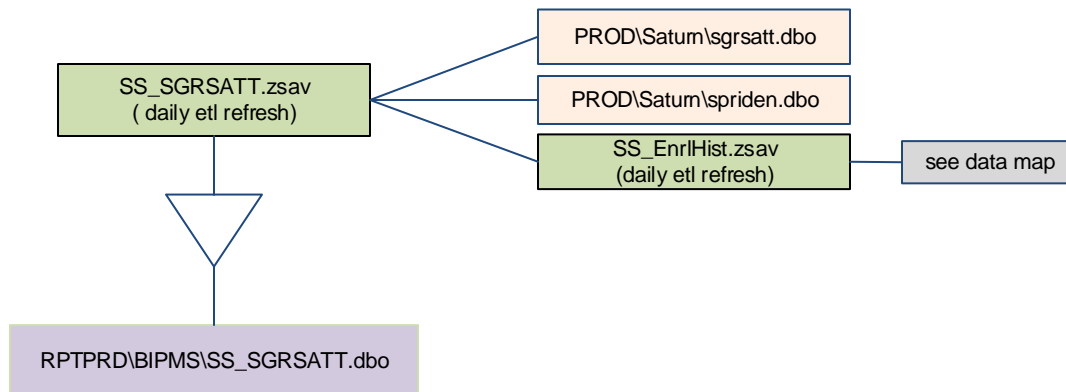 PROD\Saturn\sgrsatt.dbo
SS_SGRSATT.zsav
( daily etl refresh)
PROD\Saturn\spriden.dbo
SS_EnrlHist.zsav
(daily etl refresh)
see data map
RPTPRD\BIPMS\SS_SGRSATT.dbo